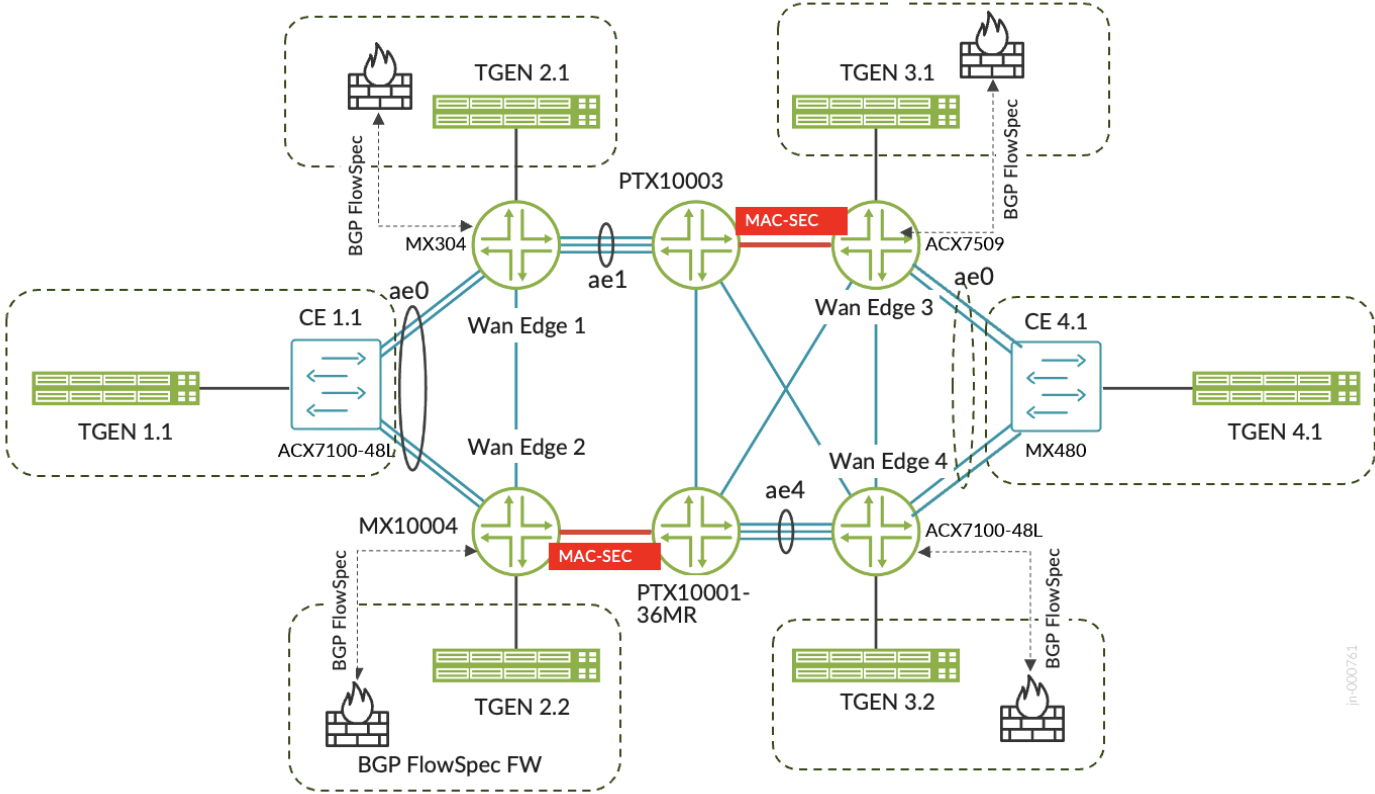 TGEN 2.1
TGEN 3.1
BGP FlowSpec
BGP FlowSpec
PTX10003
MAC-SEC
MX304
ACX7509
ae1
ae0
ae0
Wan Edge 1
Wan Edge 3
CE 1.1
CE 4.1
TGEN 1.1
ACX7100-48L
TGEN 4.1
MX480
Wan Edge 2
Wan Edge 4
ae4
MX10004
ACX7100-48L
MAC-SEC
PTX10001-
36MR
BGP FlowSpec
BGP FlowSpec
TGEN 2.2
TGEN 3.2
BGP FlowSpec FW
jn-000761